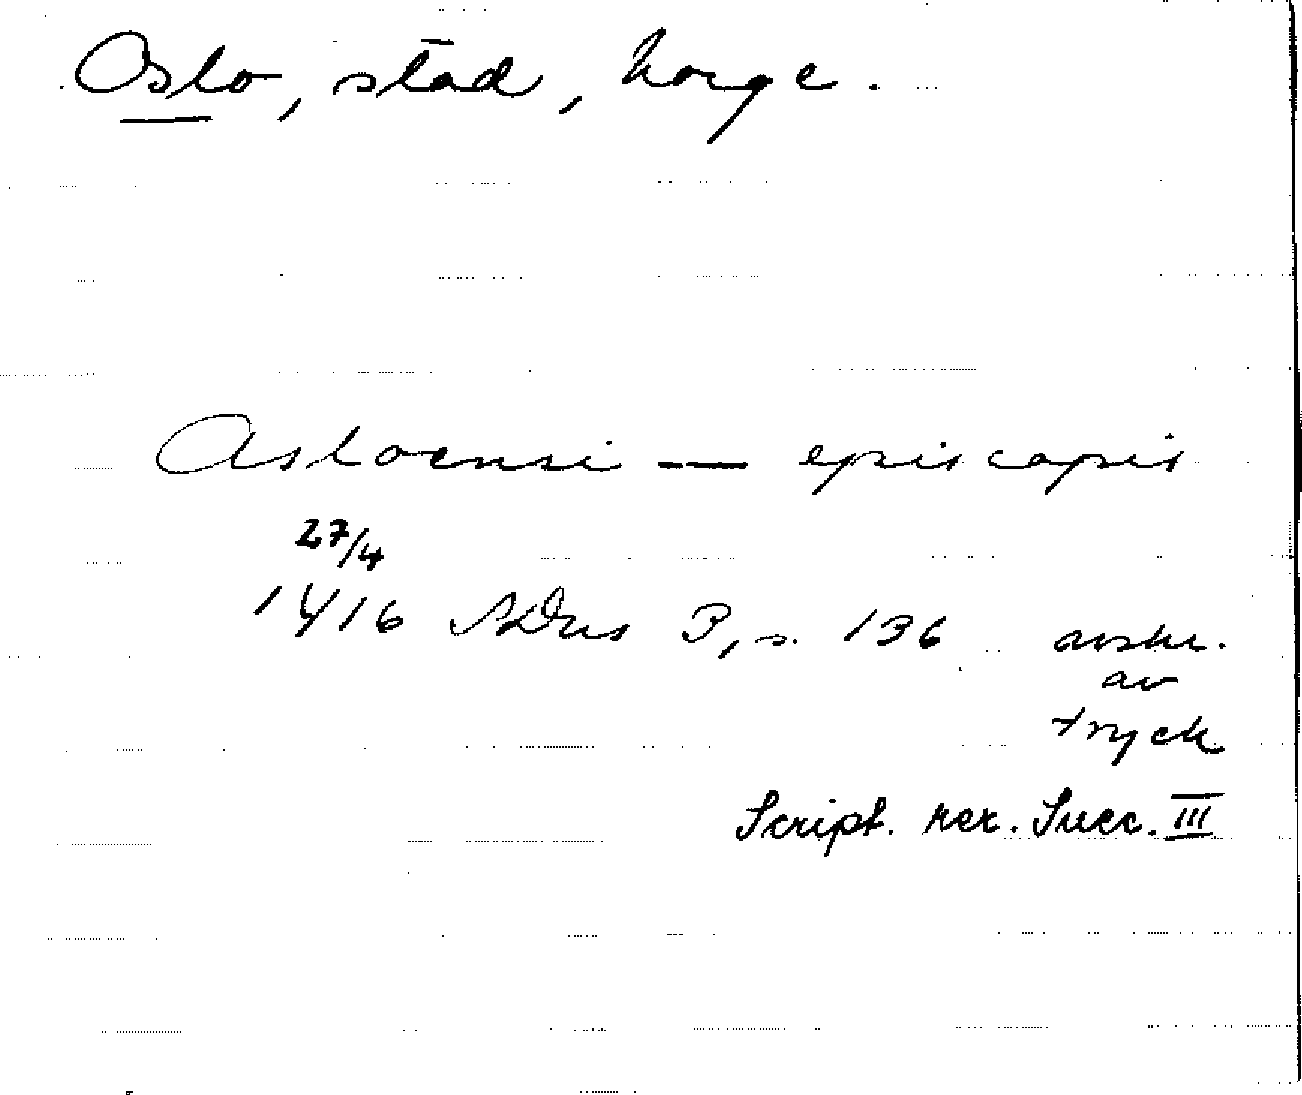 Oslo, stad, Norge.
Asloensi — episcopis
27/4
1416 SDns 3, s. 136 avskr.
av
tryck
Script. rer. Suec. III